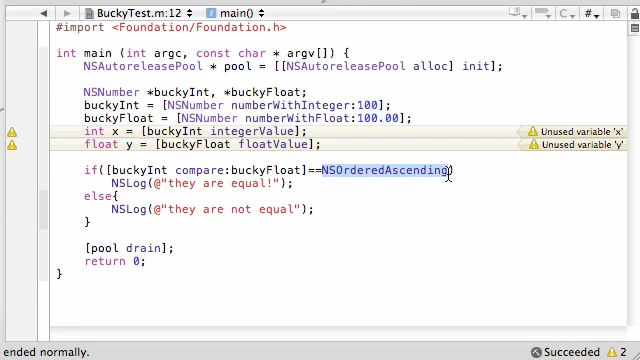 BuckyTest.m:12 main()
#import <Foundation/Foundation.h>
int main (int argc, const char * argv[]) {
NSAutoreleasePool * pool = [[NSAutoreleasePool alloc] init];
NSNumber *buckyInt, *buckyFloat;
buckyInt = [NSNumber numberWithInteger:100];
buckyFloat = [NSNumber numberWithFloat:100.00];
int x = [buckyInt integerValue]; Unused variable 'x'
float y = [buckyFloat floatValue]; Unused variable 'y'
if([buckyInt compare:buckyFloat]==NSOrderedAscending)
NSLog(@"they are equal!");
else{
NSLog(@"they are not equal");
}
[pool drain];
return 0;
}
ended normally. Succeeded 2